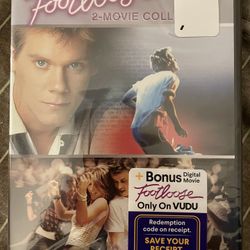 Footloose
2-MOVIE COLL
+ Bonus Digital
Movie
Footloose
Only On VUDU
Redemption
code on receipt.
SAVE YOUR
RECEIPT